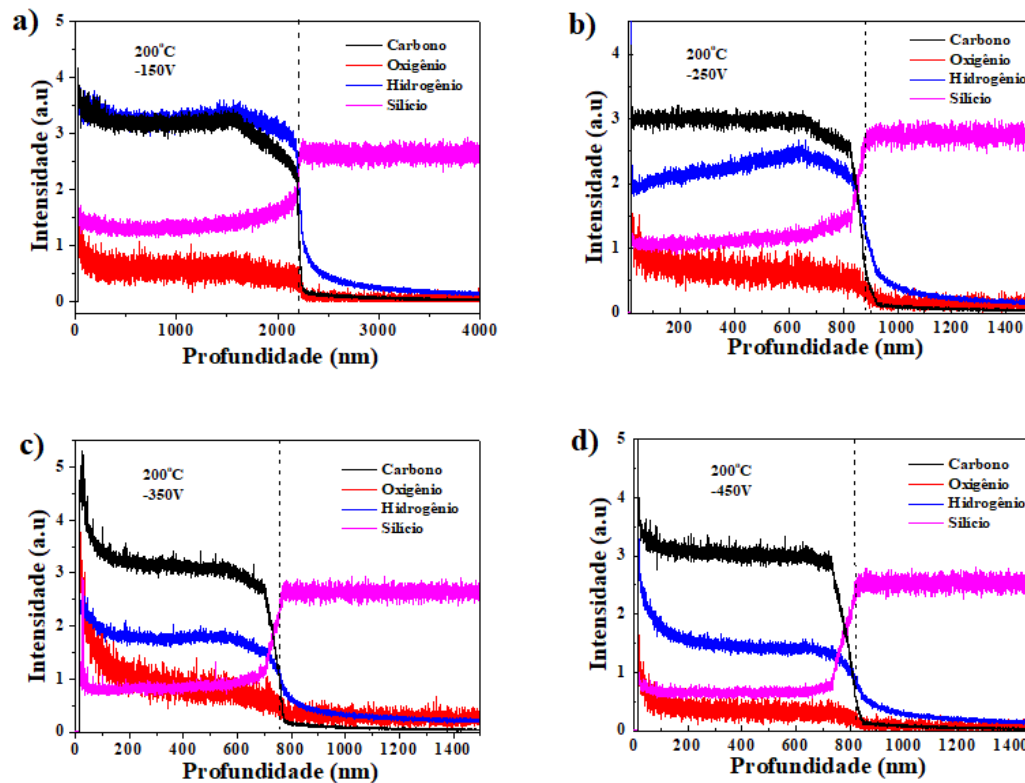 a)
5
4
3
2
1
0
Intensidade (a.u)
200°C
-150V
Carbono
Oxigênio
Hidrogênio
Silício
0 1000 2000 3000 4000
Profundidade (nm)
b)
4
3
2
1
0
Intensidade (a.u)
200°C
-250V
Carbono
Oxigênio
Hidrogênio
Silício
200 400 600 800 1000 1200 1400
Profundidade (nm)
c)
5
4
3
2
1
0
Intensidade (a.u)
200°C
-350V
Carbono
Oxigênio
Hidrogênio
Silício
0 200 400 600 800 1000 1200 1400
Profundidade (nm)
d)
5
4
3
2
1
0
Intensidade (a.u)
200°C
-450V
Carbono
Oxigênio
Hidrogênio
Silício
0 200 400 600 800 1000 1200 1400
Profundidade (nm)